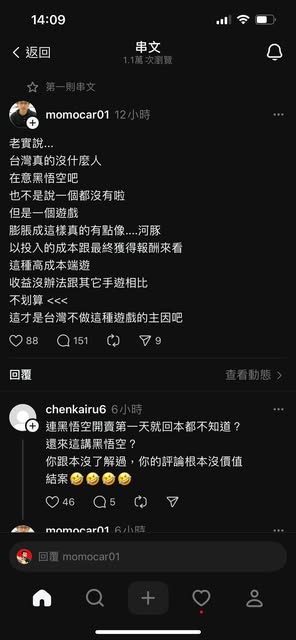 14:09
返回
串文
1.1萬 次瀏覽
第一則串文
momocar01 12小時
老實說...
台灣真的沒什麼人
在意黑悟空吧
也不是說一個都沒有啦
但是一個遊戲
膨脹成這樣真的有點像....河豚
以投入的成本跟最終獲得報酬來看
這種高成本端遊
收益沒辦法跟其它手遊相比
不划算 <<<
這才是台灣不做這種遊戲的主因吧
88 151 9
回覆
查看動態
chenkairu6 6小時
連黑悟空開賣第一天就回本都不知道？
還來這講黑悟空？
你跟本沒了解過，你的評論根本沒價值
結案🤣🤣🤣🤣
46 5
momocar01 6小時
回覆 momocar01